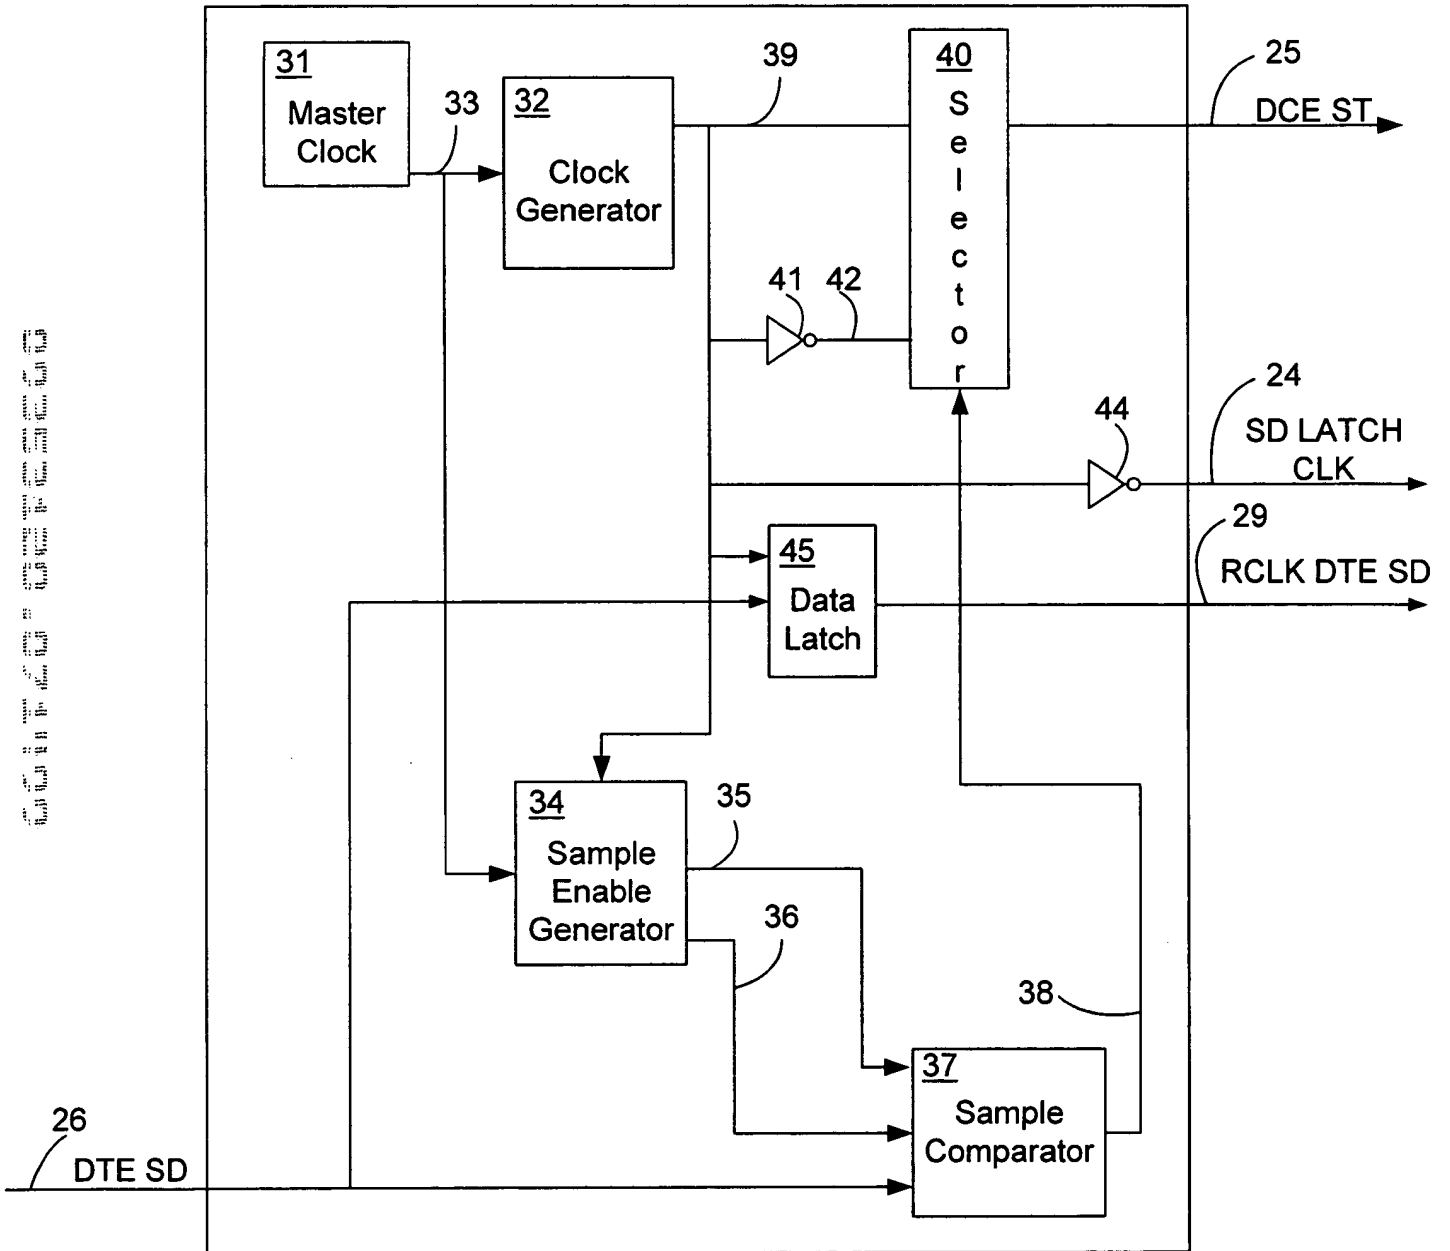 31
Master
Clock
33
32
Clock
Generator
39
40
Selector
25
DCE ST
41
42
44
24
SD LATCH
CLK
29
RCLK DTE SD
45
Data
Latch
34
Sample
Enable
Generator
35
36
38
37
Sample
Comparator
26
DTE SD